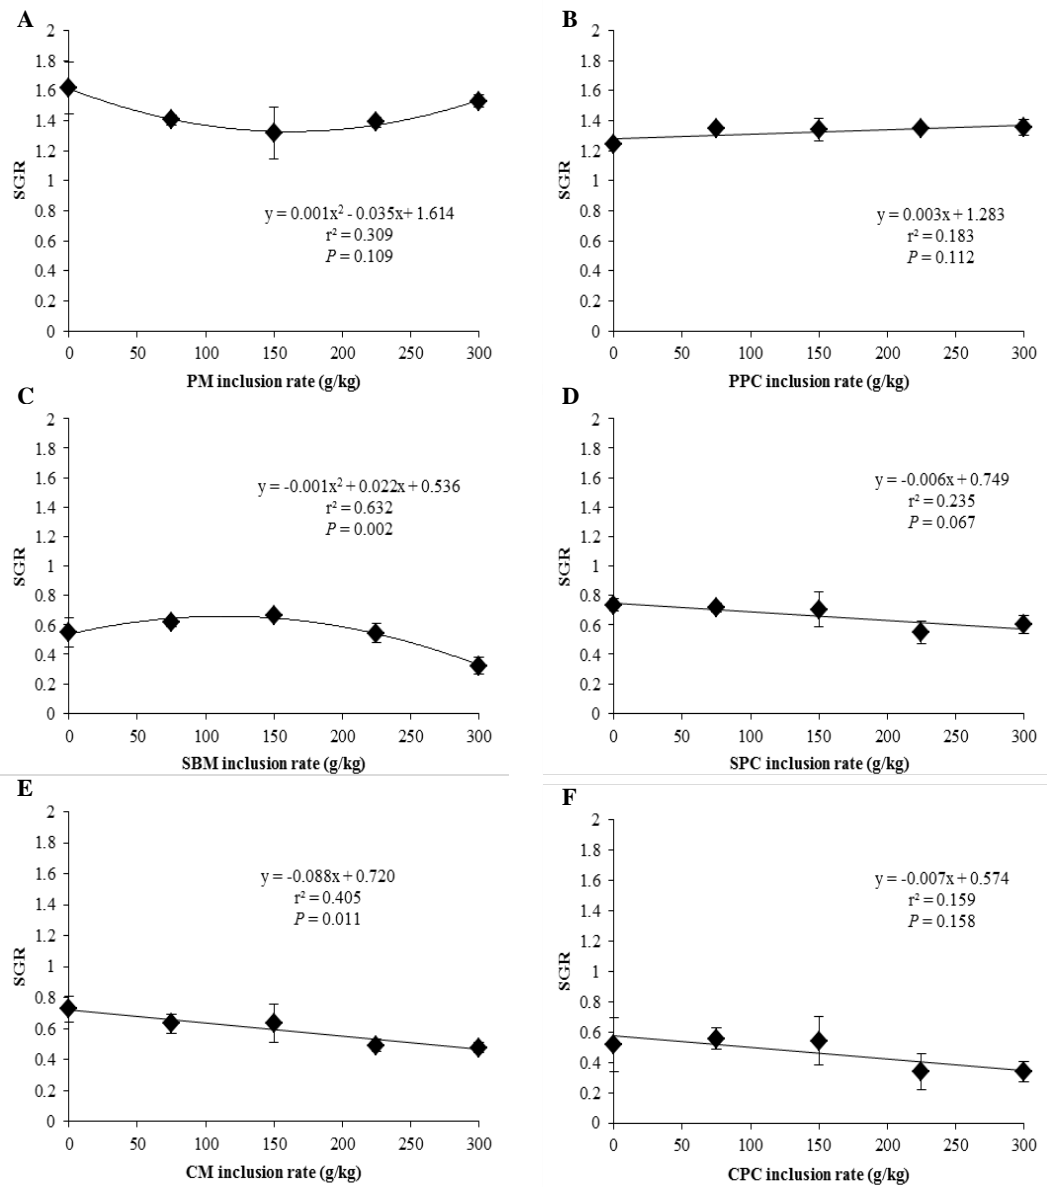 A
2
1.8
1.6
1.4
1.2
1
0.8
0.6
0.4
0.2
0
SGR
y = 0.001x² - 0.035x+ 1.614
r² = 0.309
P = 0.109
0 50 100 150 200 250 300
PM inclusion rate (g/kg)
B
2
1.8
1.6
1.4
1.2
1
0.8
0.6
0.4
0.2
0
SGR
y = 0.003x + 1.283
r² = 0.183
P = 0.112
0 50 100 150 200 250 300
PPC inclusion rate (g/kg)
C
2
1.8
1.6
1.4
1.2
1
0.8
0.6
0.4
0.2
0
SGR
y = -0.001x² + 0.022x + 0.536
r² = 0.632
P = 0.002
0 50 100 150 200 250 300
SBM inclusion rate (g/kg)
D
2
1.8
1.6
1.4
1.2
1
0.8
0.6
0.4
0.2
0
SGR
y = -0.006x + 0.749
r² = 0.235
P = 0.067
0 50 100 150 200 250 300
SPC inclusion rate (g/kg)
E
2
1.8
1.6
1.4
1.2
1
0.8
0.6
0.4
0.2
0
SGR
y = -0.088x + 0.720
r² = 0.405
P = 0.011
0 50 100 150 200 250 300
CM inclusion rate (g/kg)
F
2
1.8
1.6
1.4
1.2
1
0.8
0.6
0.4
0.2
0
SGR
y = -0.007x + 0.574
r² = 0.159
P = 0.158
0 50 100 150 200 250 300
CPC inclusion rate (g/kg)